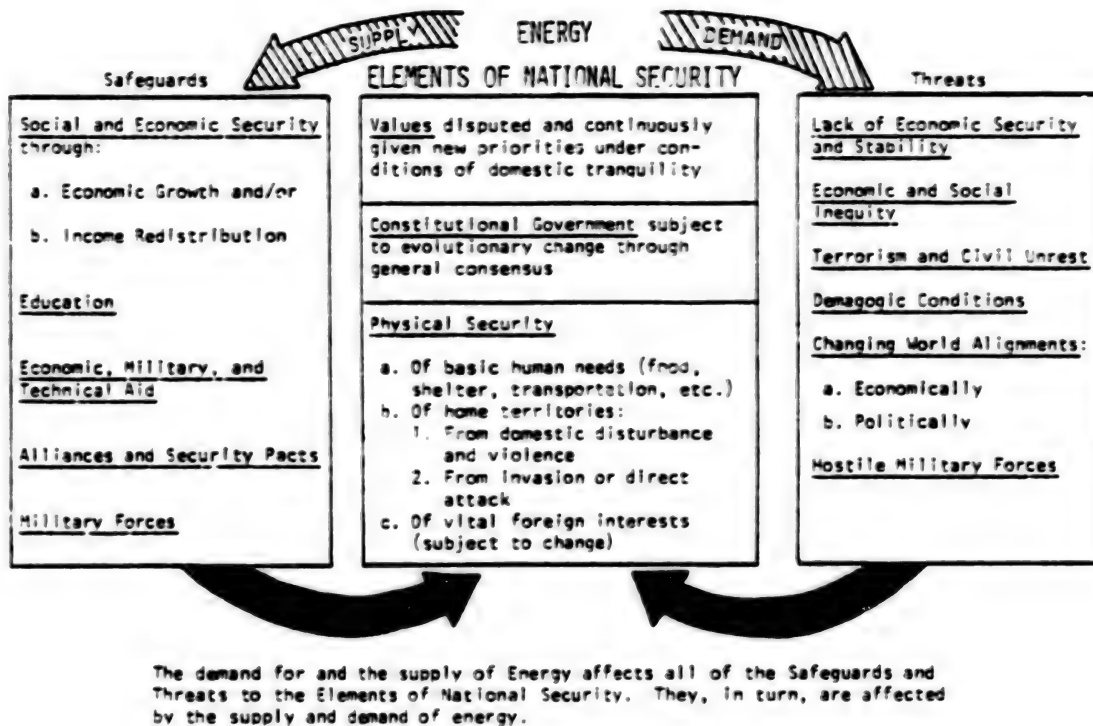 SUPPLY
ENERGY
DEMAND
Safeguards
ELEMENTS OF NATIONAL SECURITY
Threats
Social and Economic Security
through:
a. Economic Growth and/or
b. Income Redistribution
Education
Economic, Military, and
Technical Aid
Alliances and Security Pacts
Military Forces
Values disputed and continuously
given new priorities under con-
ditions of domestic tranquility
Constitutional Government subject
to evolutionary change through
general consensus
Physical Security
a. Of basic human needs (food,
shelter, transportation, etc.)
b. Of home territories:
1. From domestic disturbance
and violence
2. From invasion or direct
attack
c. Of vital foreign interests
(subject to change)
Lack of Economic Security
and Stability
Economic and Social
Inequity
Terrorism and Civil Unrest
Demagogic Conditions
Changing World Alignments:
a. Economically
b. Politically
Hostile Military Forces
The demand for and the supply of Energy affects all of the Safeguards and
Threats to the Elements of National Security. They, in turn, are affected
by the supply and demand of energy.